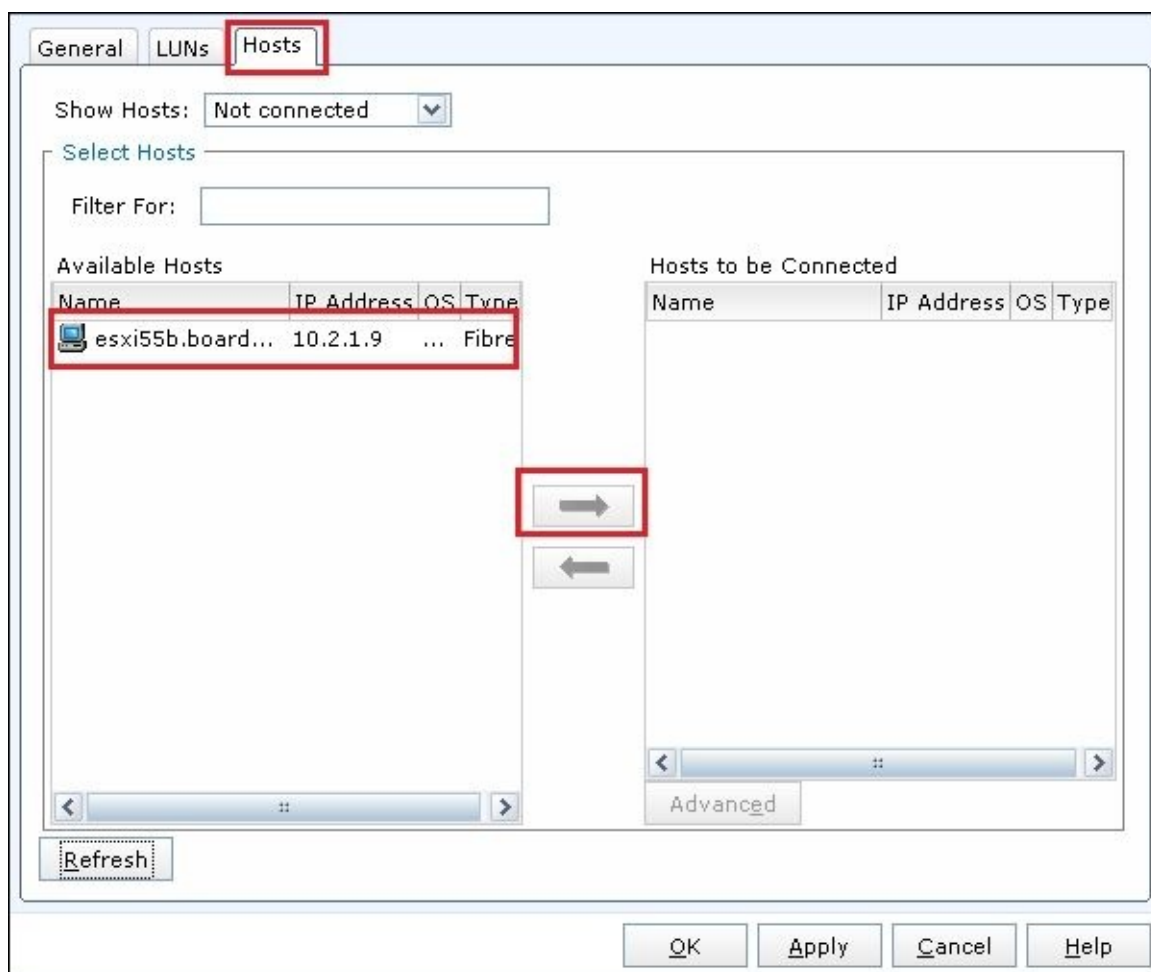 General LUNs Hosts
Show Hosts: Not connected
Select Hosts
Filter For:
Available Hosts
Name IP Address OS Type
esxi55b.board... 10.2.1.9 ... Fibre
Hosts to be Connected
Name IP Address OS Type
Advanced
Refresh
OK Apply Cancel Help